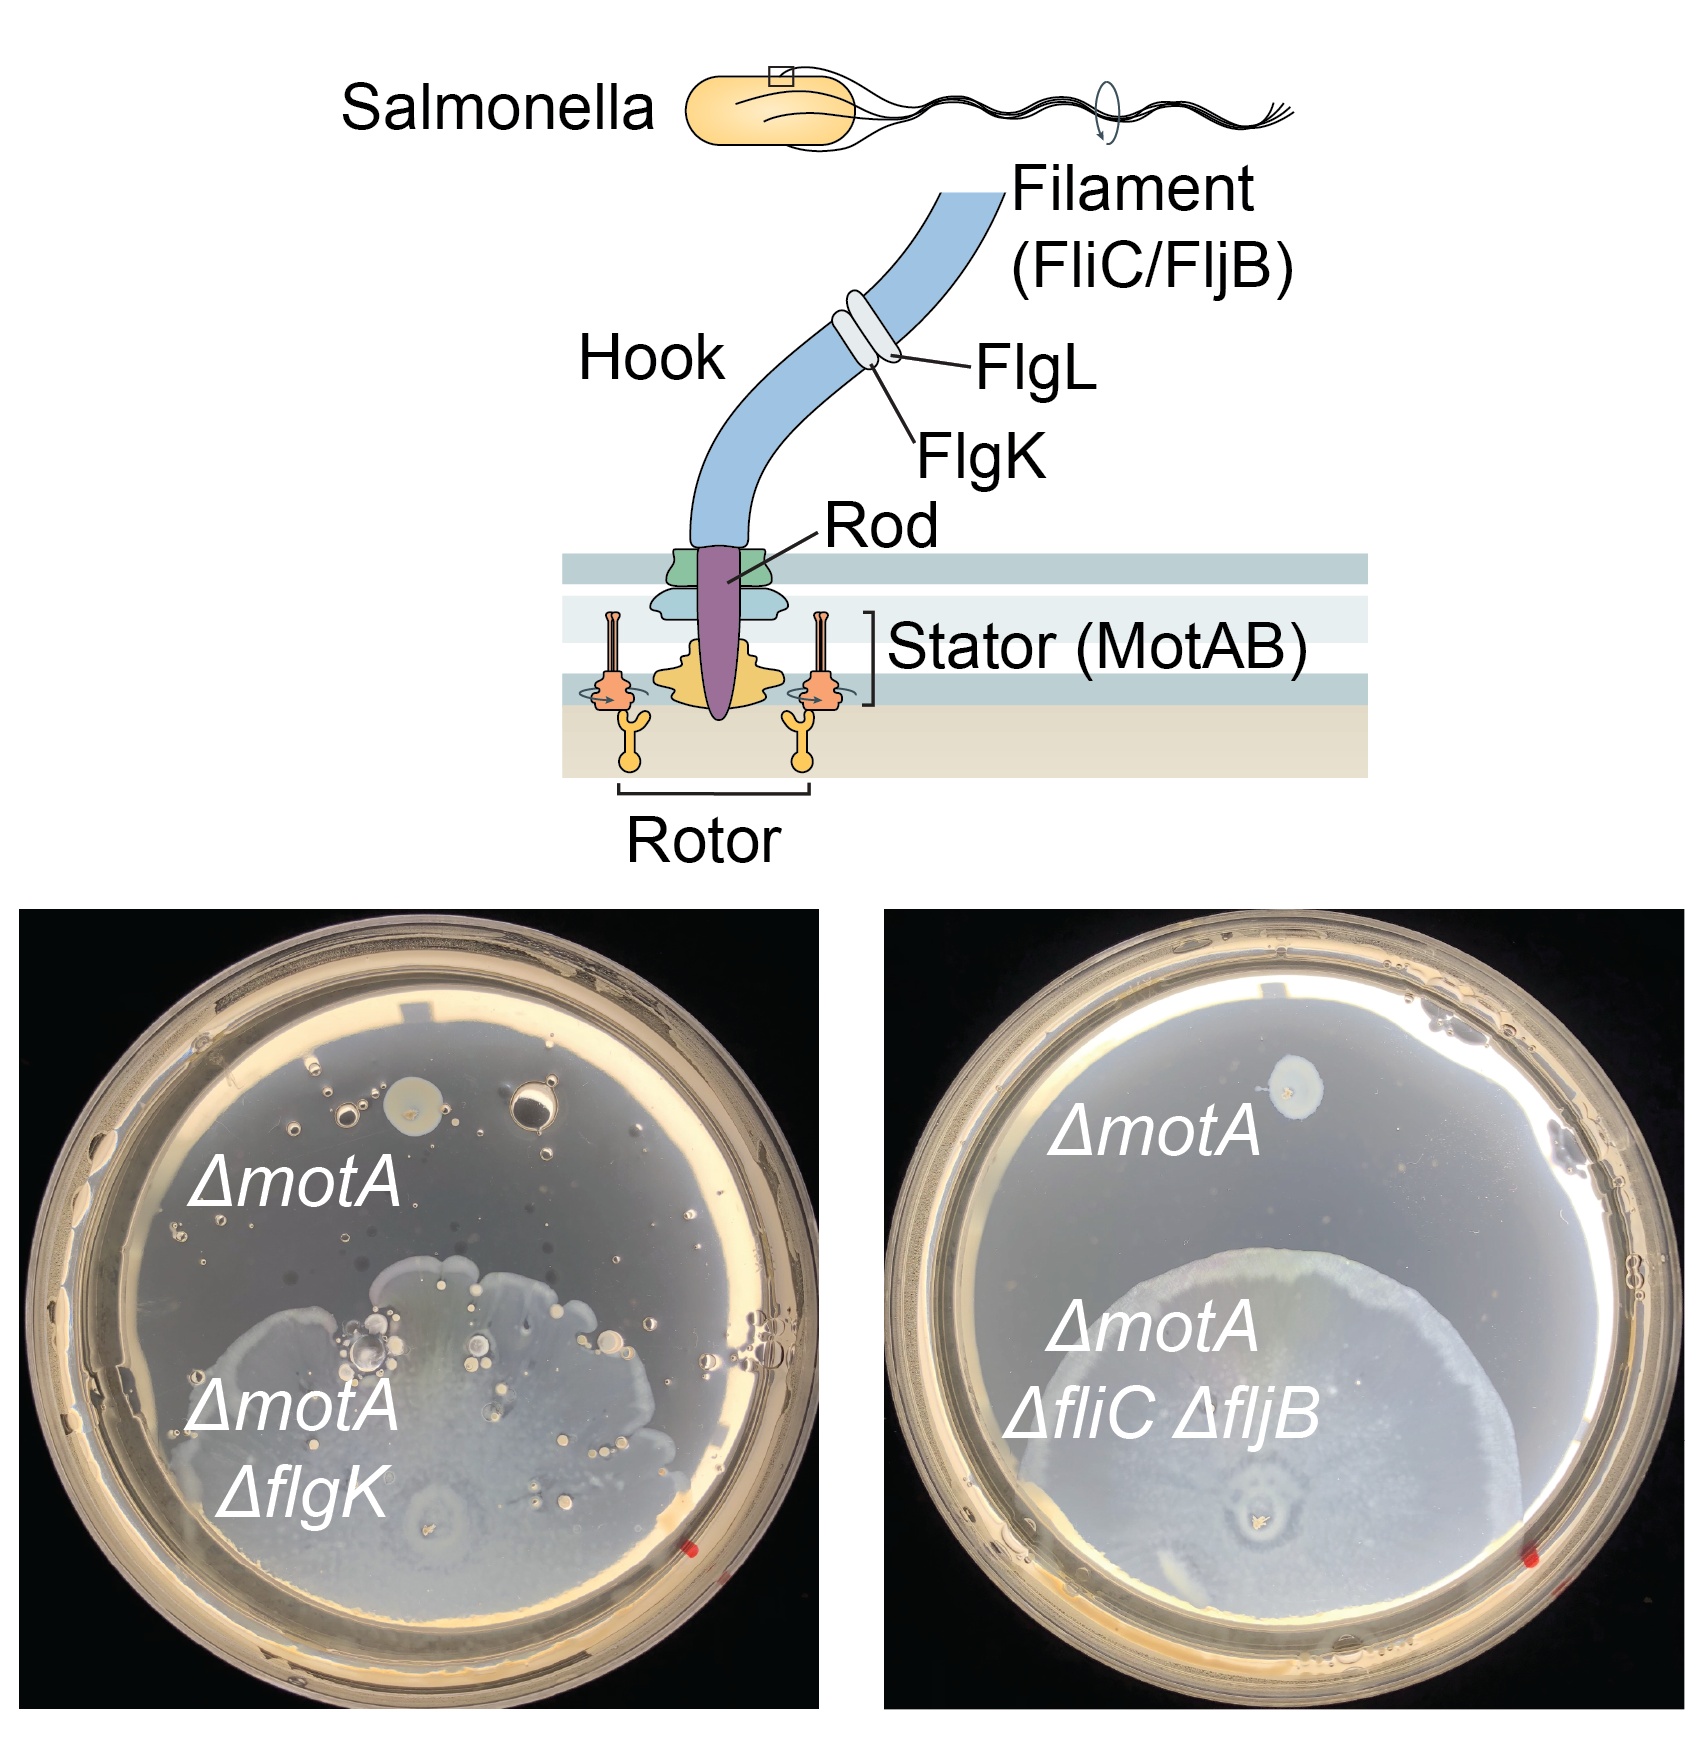 Salmonella
Filament
(FliC/FljB)
Hook
FlgL
FlgK
Rod
Stator (MotAB)
Rotor
ΔmotA
ΔmotA
ΔflgK
ΔmotA
ΔmotA
ΔfliC ΔfljB